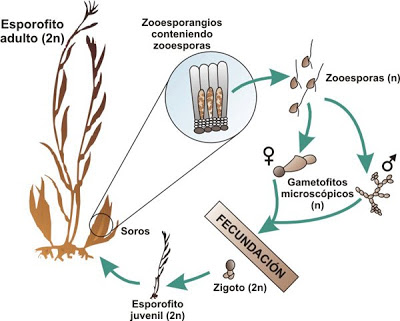 Esporofito
adulto (2n)
Zooesporangios
conteniendo
zooesporas
Zooesporas (n)
♀
♂
Gametofitos
microscópicos
(n)
FECUNDACIÓN
Soros
Zigoto (2n)
Esporofito
juvenil (2n)